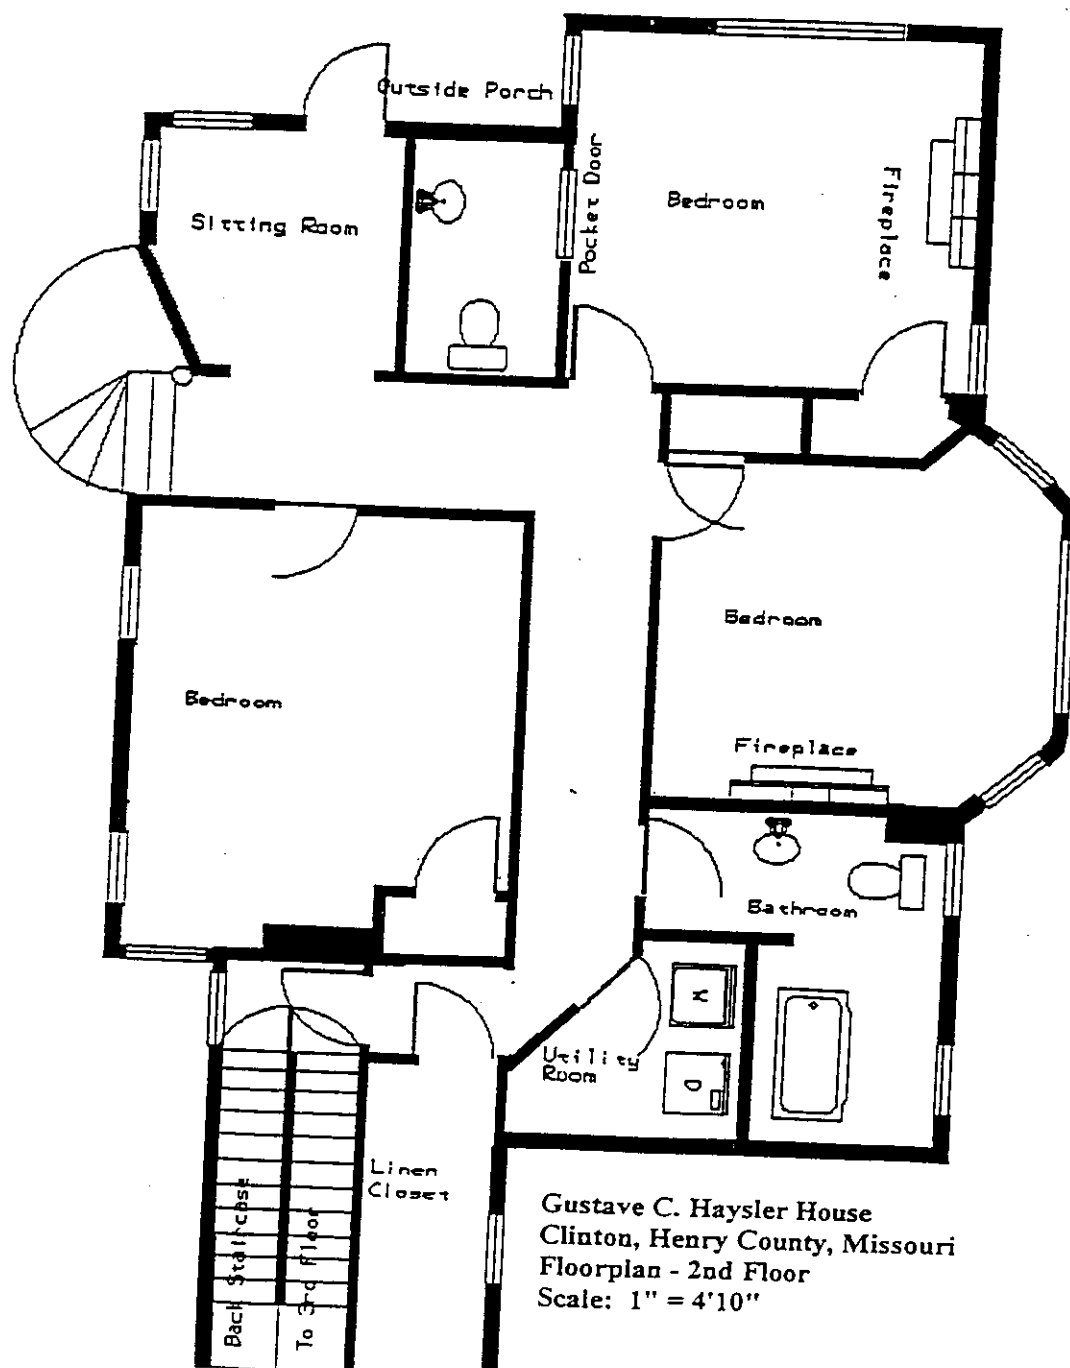 Outside Porch
Pocket Door
Bedroom
Fireplace
Sitting Room
Bedroom
Bedroom
Fireplace
Bathroom
W
Utility
Room
D
Linen
Closet
Back Staircase
To 3rd Floor
Gustave C. Haysler House
Clinton, Henry County, Missouri
Floorplan - 2nd Floor
Scale: 1" = 4'10"